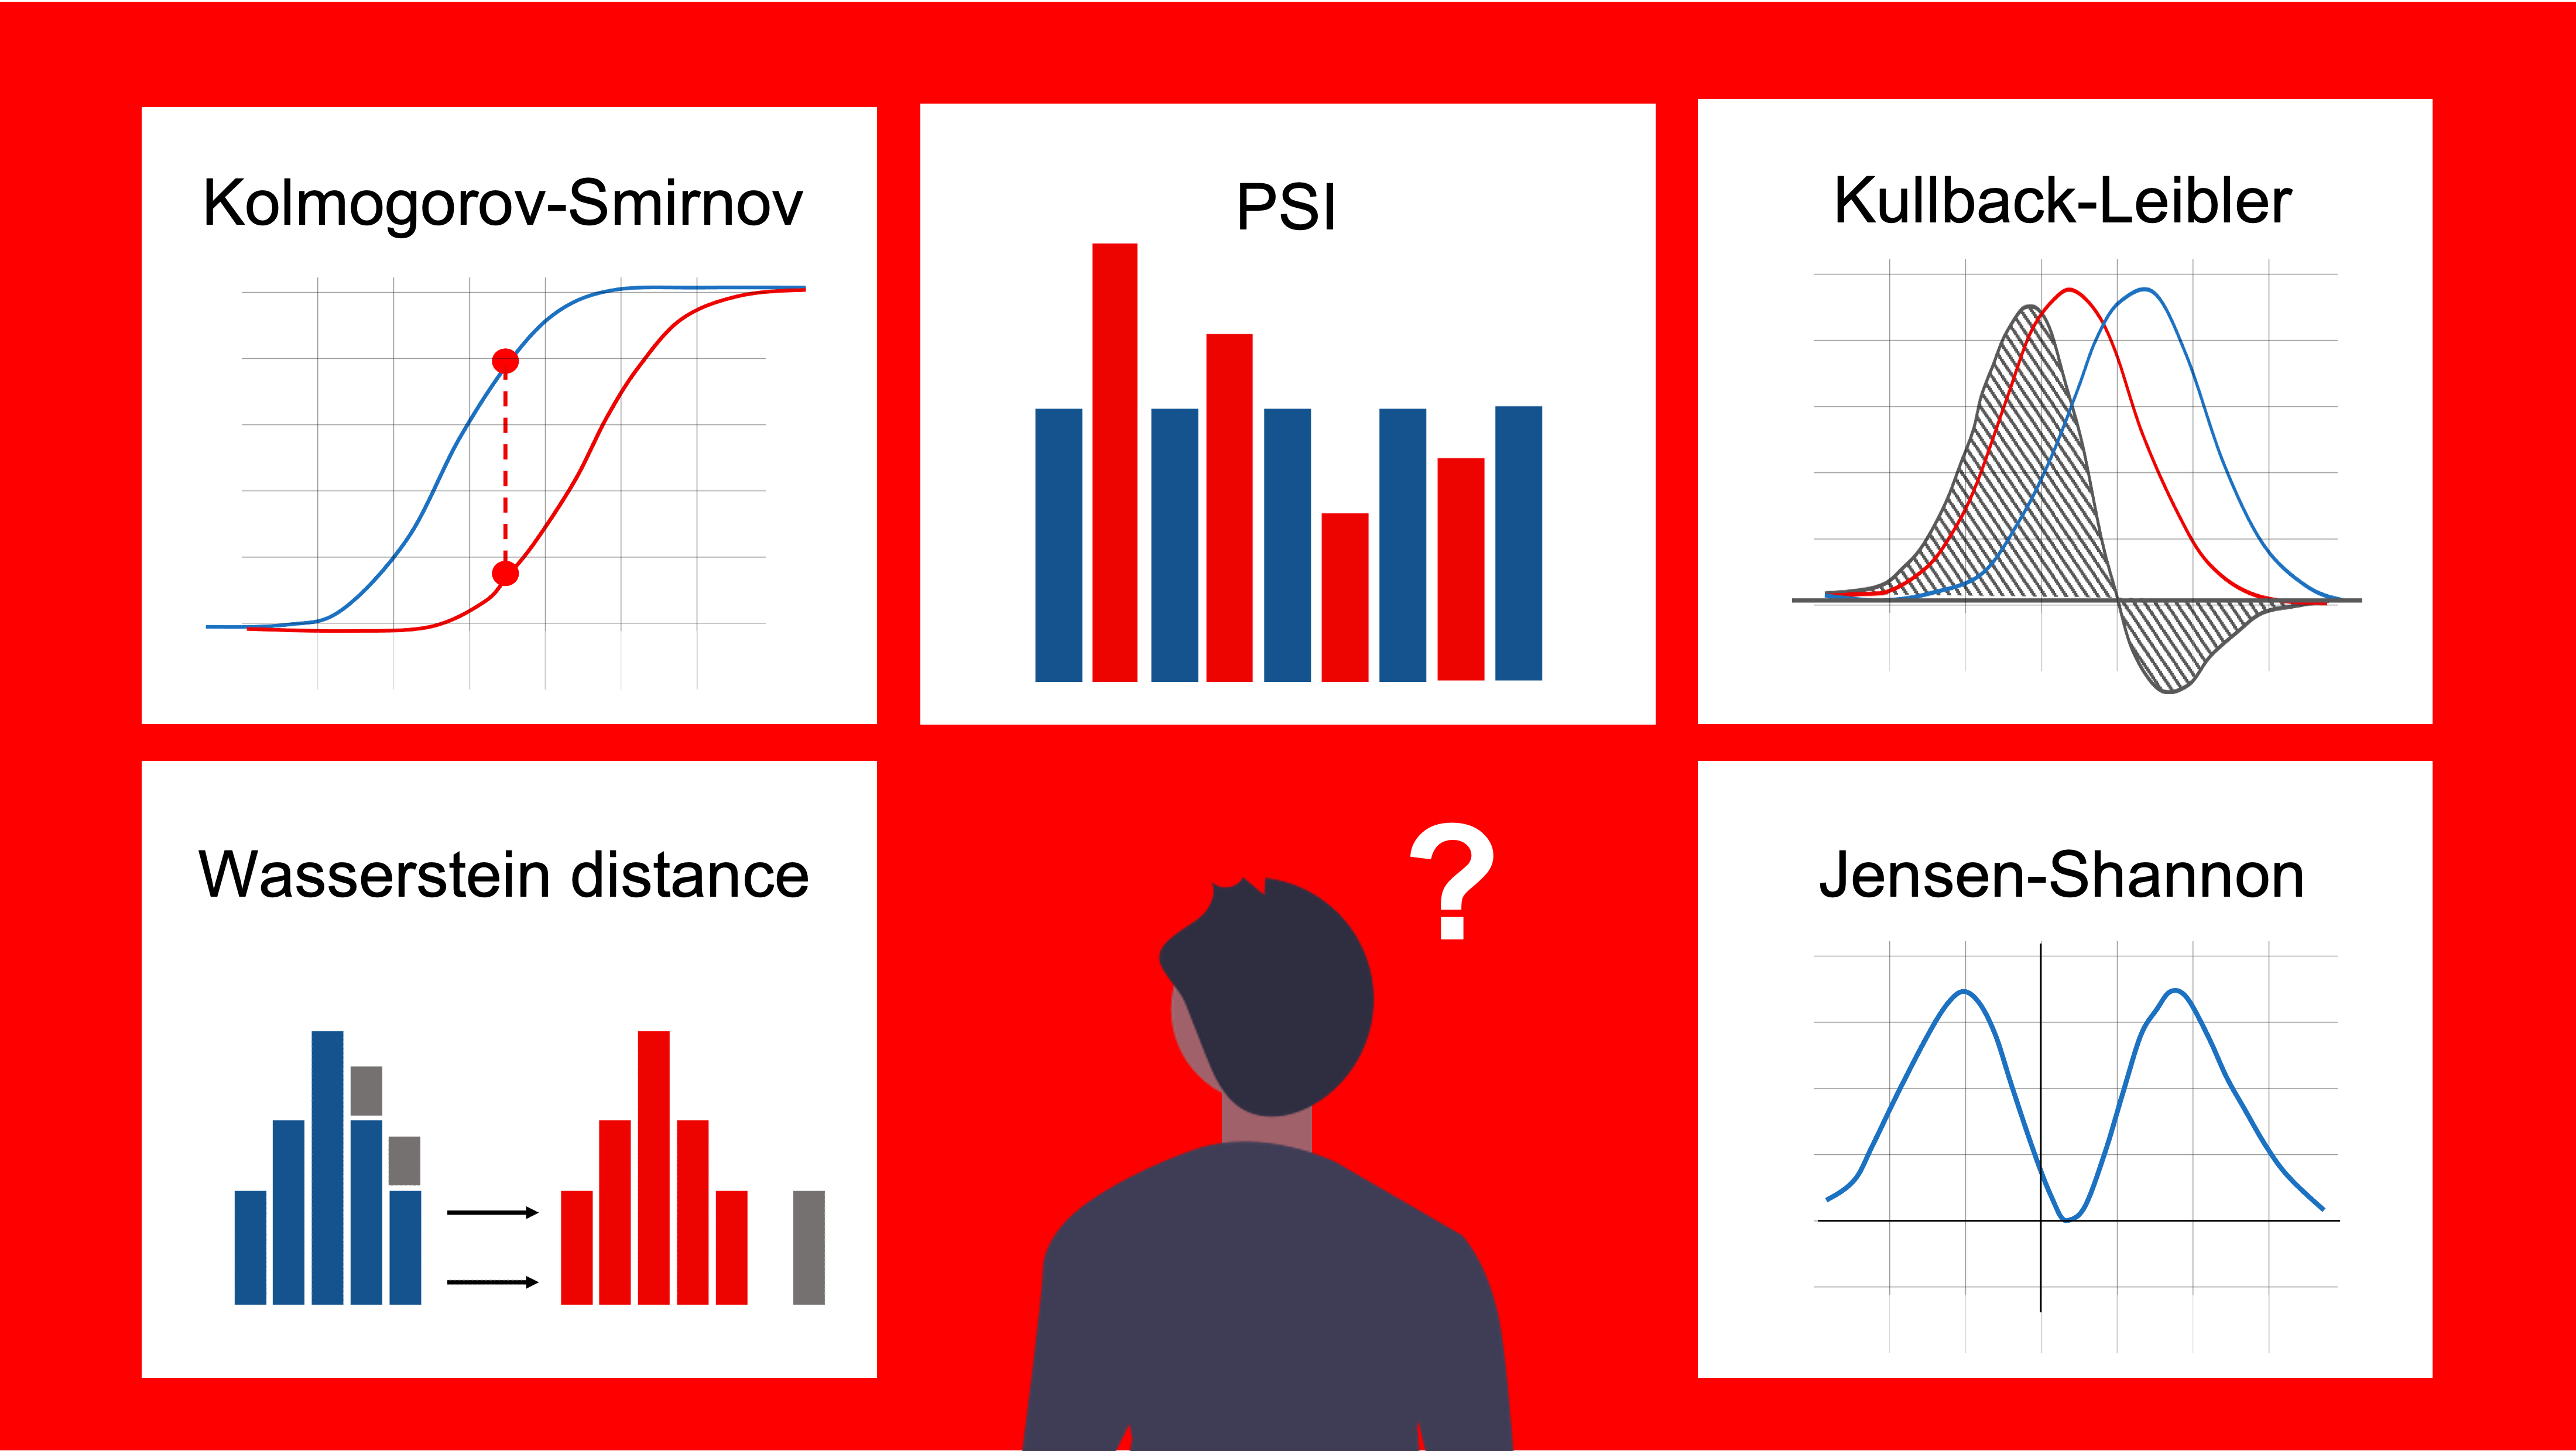 Kolmogorov-Smirnov
PSI
Kullback-Leibler
Wasserstein distance
?
Jensen-Shannon